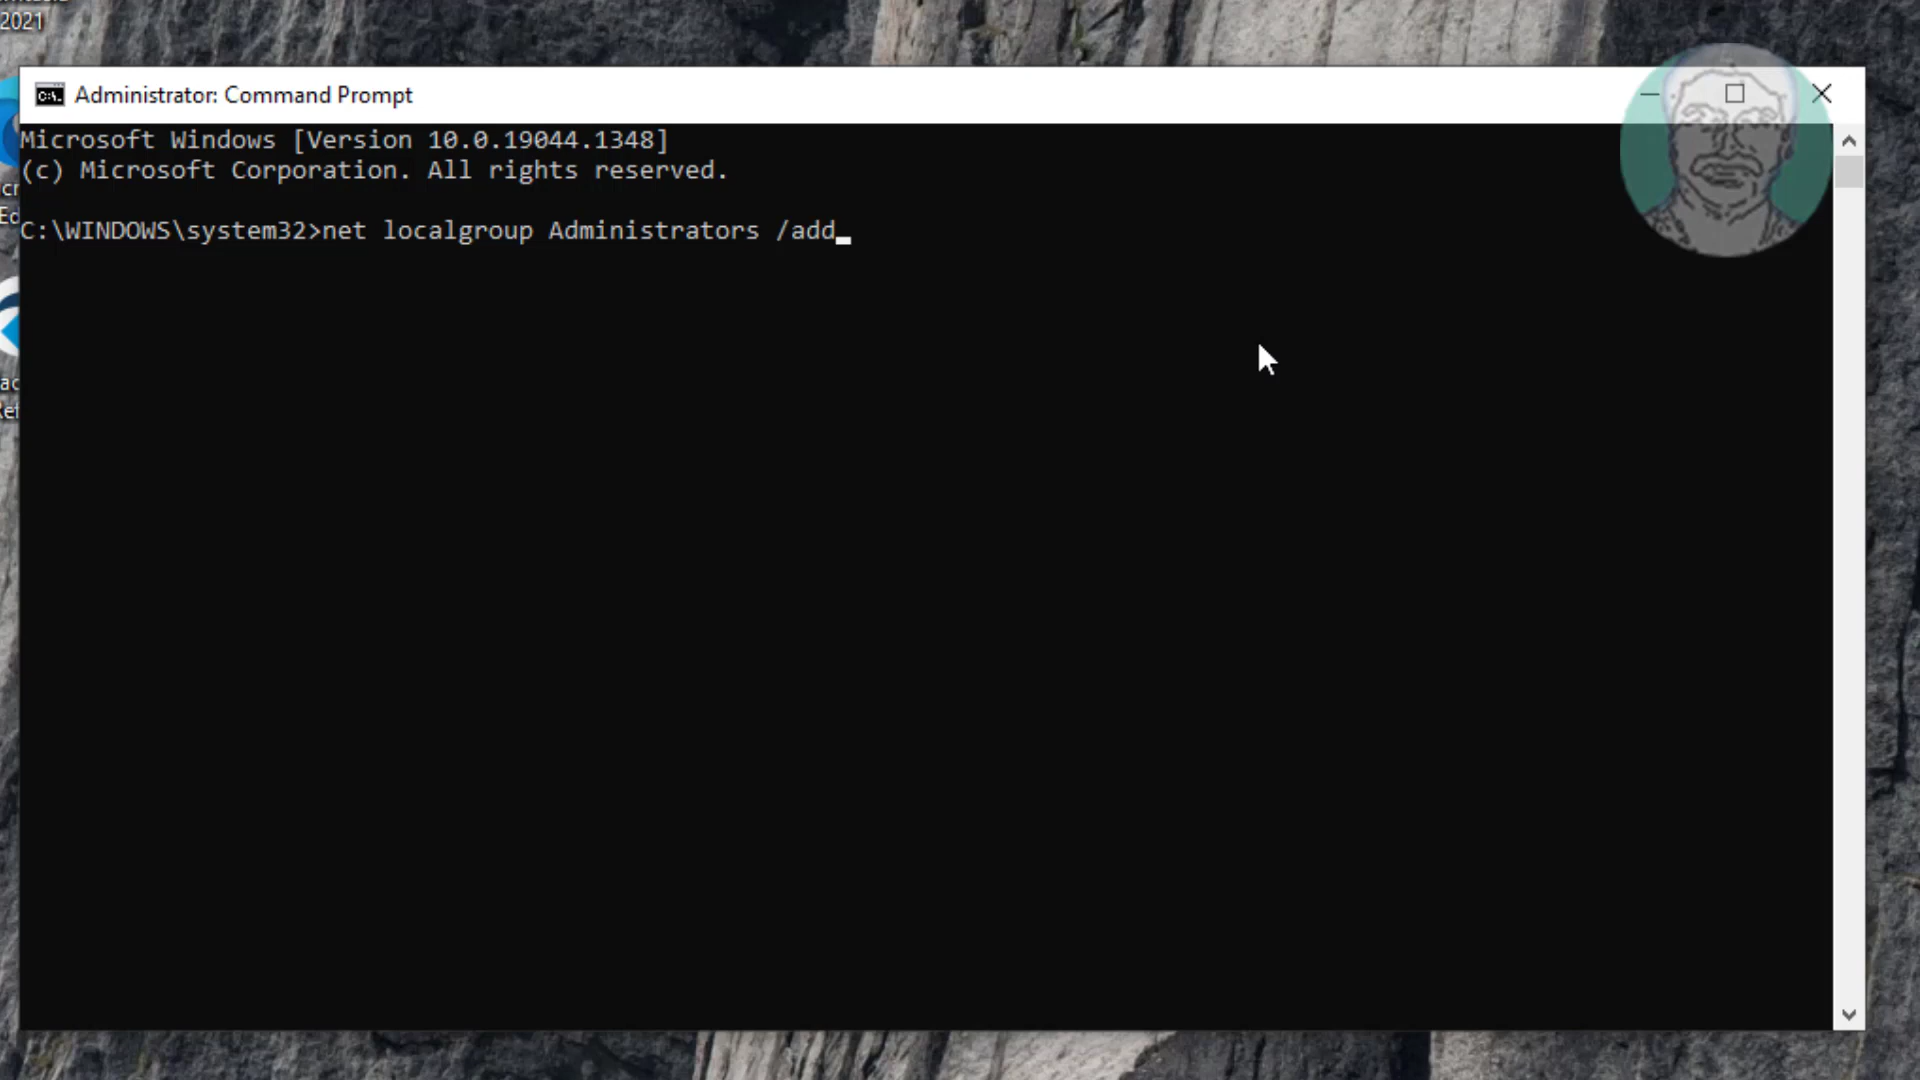 2021
Administrator: Command Prompt
Microsoft Windows [Version 10.0.19044.1348]
(c) Microsoft Corporation. All rights reserved.
C:\WINDOWS\system32>net localgroup Administrators /add